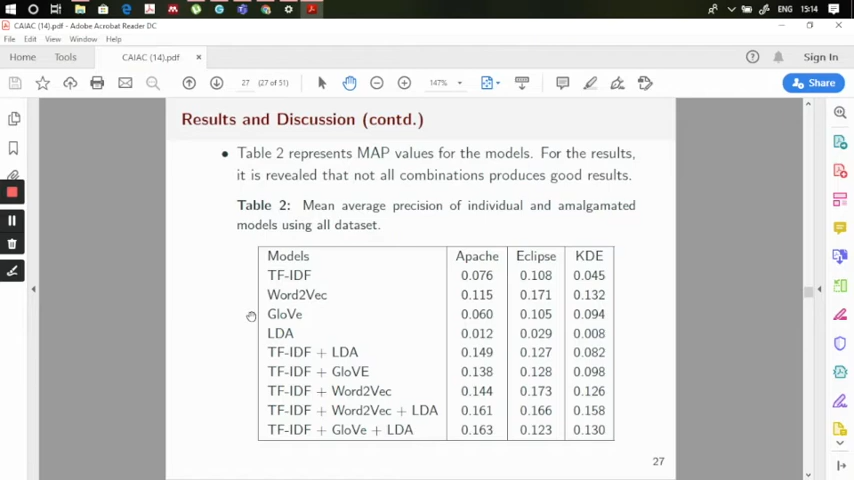 ENG 15:14
CAIAC (14).pdf - Adobe Acrobat Reader DC
File Edit View Window Help
Home Tools CAIAC (14).pdf × Sign In
27 (27 of 51) 147% Share
Results and Discussion (contd.)
• Table 2 represents MAP values for the models. For the results,
it is revealed that not all combinations produces good results.
Table 2: Mean average precision of individual and amalgamated
models using all dataset.
Models Apache Eclipse KDE
TF-IDF 0.076 0.108 0.045
Word2Vec 0.115 0.171 0.132
GloVe 0.060 0.105 0.094
LDA 0.012 0.029 0.008
TF-IDF + LDA 0.149 0.127 0.082
TF-IDF + GloVE 0.138 0.128 0.098
TF-IDF + Word2Vec 0.144 0.173 0.126
TF-IDF + Word2Vec + LDA 0.161 0.166 0.158
TF-IDF + GloVe + LDA 0.163 0.123 0.130
27